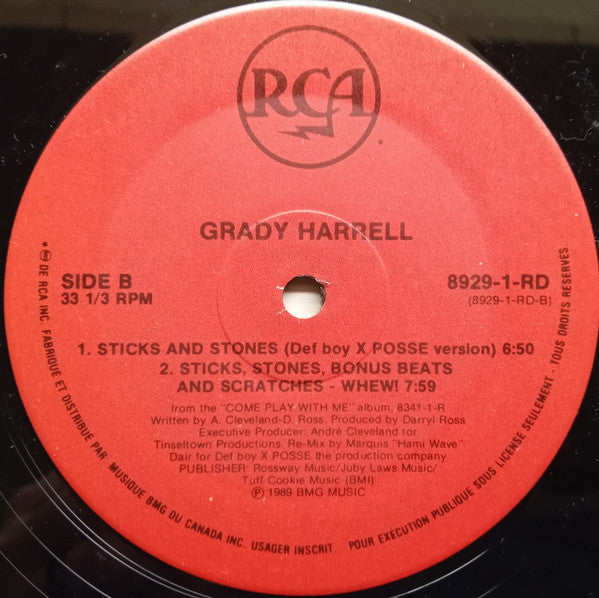 RCA
GRADY HARRELL
SIDE B
33 1/3 RPM
8929-1-RD
(8929-1-RD-B)
1. STICKS AND STONES (Def boy X POSSE version) 6:50
2. STICKS, STONES, BONUS BEATS
AND SCRATCHES - WHEW! 7:59
from the "COME PLAY WITH ME" album, 8341-1-R
Written by A. Cleveland-D. Ross. Produced by Darryl Ross
Executive Producer: André Cleveland for
Tinseltown Productions. Re-Mix by Marquis "Hami Wave"
Dair for Def boy X POSSE the production company
PUBLISHER: Rossway Music/Juby Laws Music/
Tuff Cookie Music (BMI)
℗ 1989 BMG MUSIC
DE RCA INC. FABRIQUÉ ET DISTRIBUÉ PAR MUSIQUE BMG DU CANADA INC. USAGER INSCRIT. POUR EXECUTION PUBLIQUE SOUS LICENSE SEULEMENT - TOUS DROITS RESERVES